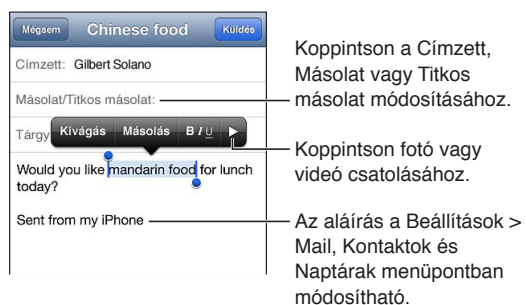 Mégsem Chinese food Küldés
Címzett: Gilbert Solano
Másolat/Titkos másolat:
Tárgy
Kivágás Másolás B I U
Would you like mandarin food for lunch
today?
Sent from my iPhone
Koppintson a Címzett,
Másolat vagy Titkos
másolat módosításához.
Koppintson fotó vagy
videó csatolásához.
Az aláírás a Beállítások >
Mail, Kontaktok és
Naptárak menüpontban
módosítható.